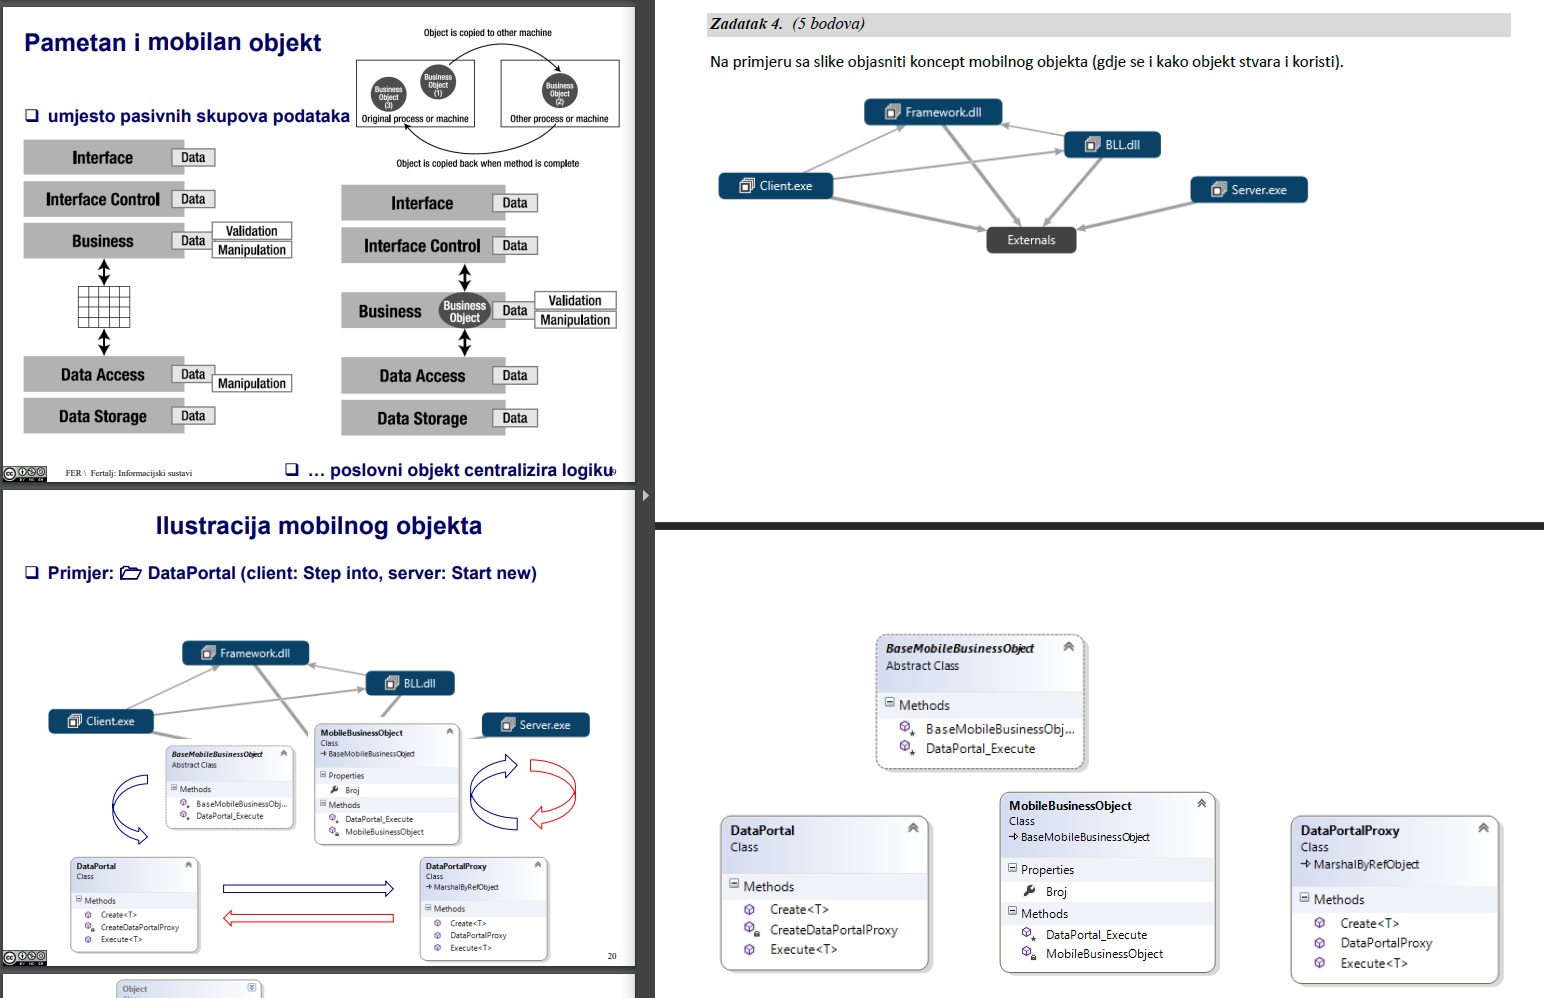 Pametan i mobilan objekt
Object is copied to other machine
Business
Object
(3)
Business
Object
(1)
Business
Object
(2)
Original process or machine
Other process or machine
Object is copied back when method is complete
❑ umjesto pasivnih skupova podataka
Interface
Data
Interface Control
Data
Business
Data
Validation
Manipulation
Data Access
Data
Manipulation
Data Storage
Data
Interface
Data
Interface Control
Data
Business
Business
Object
Data
Validation
Manipulation
Data Access
Data
Data Storage
Data
FER \ Fertalj: Informacijski sustavi
❑ … poslovni objekt centralizira logiku
Ilustracija mobilnog objekta
❑ Primjer: DataPortal (client: Step into, server: Start new)
Framework.dll
BLL.dll
Client.exe
Server.exe
BaseMobileBusinessObject
Abstract Class
Methods
BaseMobileBusinessObj...
DataPortal_Execute
MobileBusinessObject
Class
BaseMobileBusinessObject
Properties
Broj
Methods
DataPortal_Execute
MobileBusinessObject
DataPortal
Class
Methods
Create<T>
CreateDataPortalProxy
Execute<T>
DataPortalProxy
Class
MarshalByRefObject
Methods
Create<T>
DataPortalProxy
Execute<T>
20
Object
Zadatak 4. (5 bodova)
Na primjeru sa slike objasniti koncept mobilnog objekta (gdje se i kako objekt stvara i koristi).
Framework.dll
BLL.dll
Client.exe
Server.exe
Externals
BaseMobileBusinessObject
Abstract Class
Methods
BaseMobileBusinessObj...
DataPortal_Execute
DataPortal
Class
Methods
Create<T>
CreateDataPortalProxy
Execute<T>
MobileBusinessObject
Class
BaseMobileBusinessObject
Properties
Broj
Methods
DataPortal_Execute
MobileBusinessObject
DataPortalProxy
Class
MarshalByRefObject
Methods
Create<T>
DataPortalProxy
Execute<T>